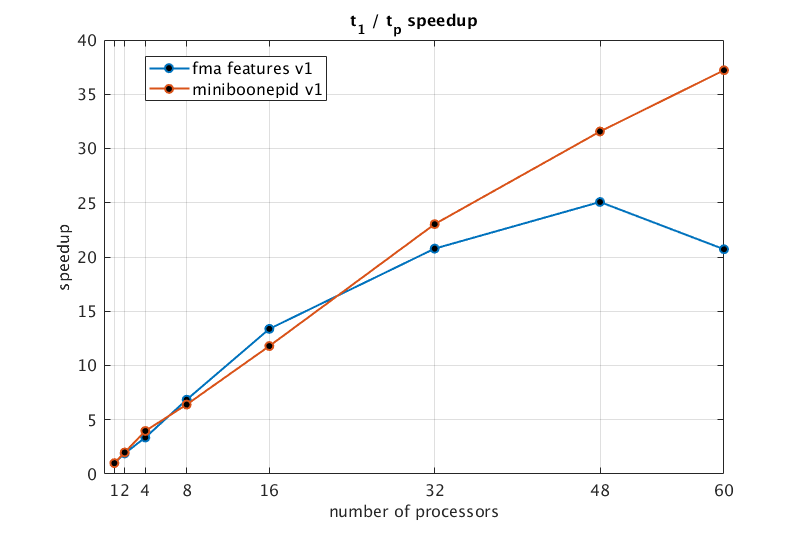 t1 / tp speedup
fma features v1
miniboonepid v1
40
35
30
25
20
15
10
5
0
speedup
1 2 4 8 16 32 48 60
number of processors